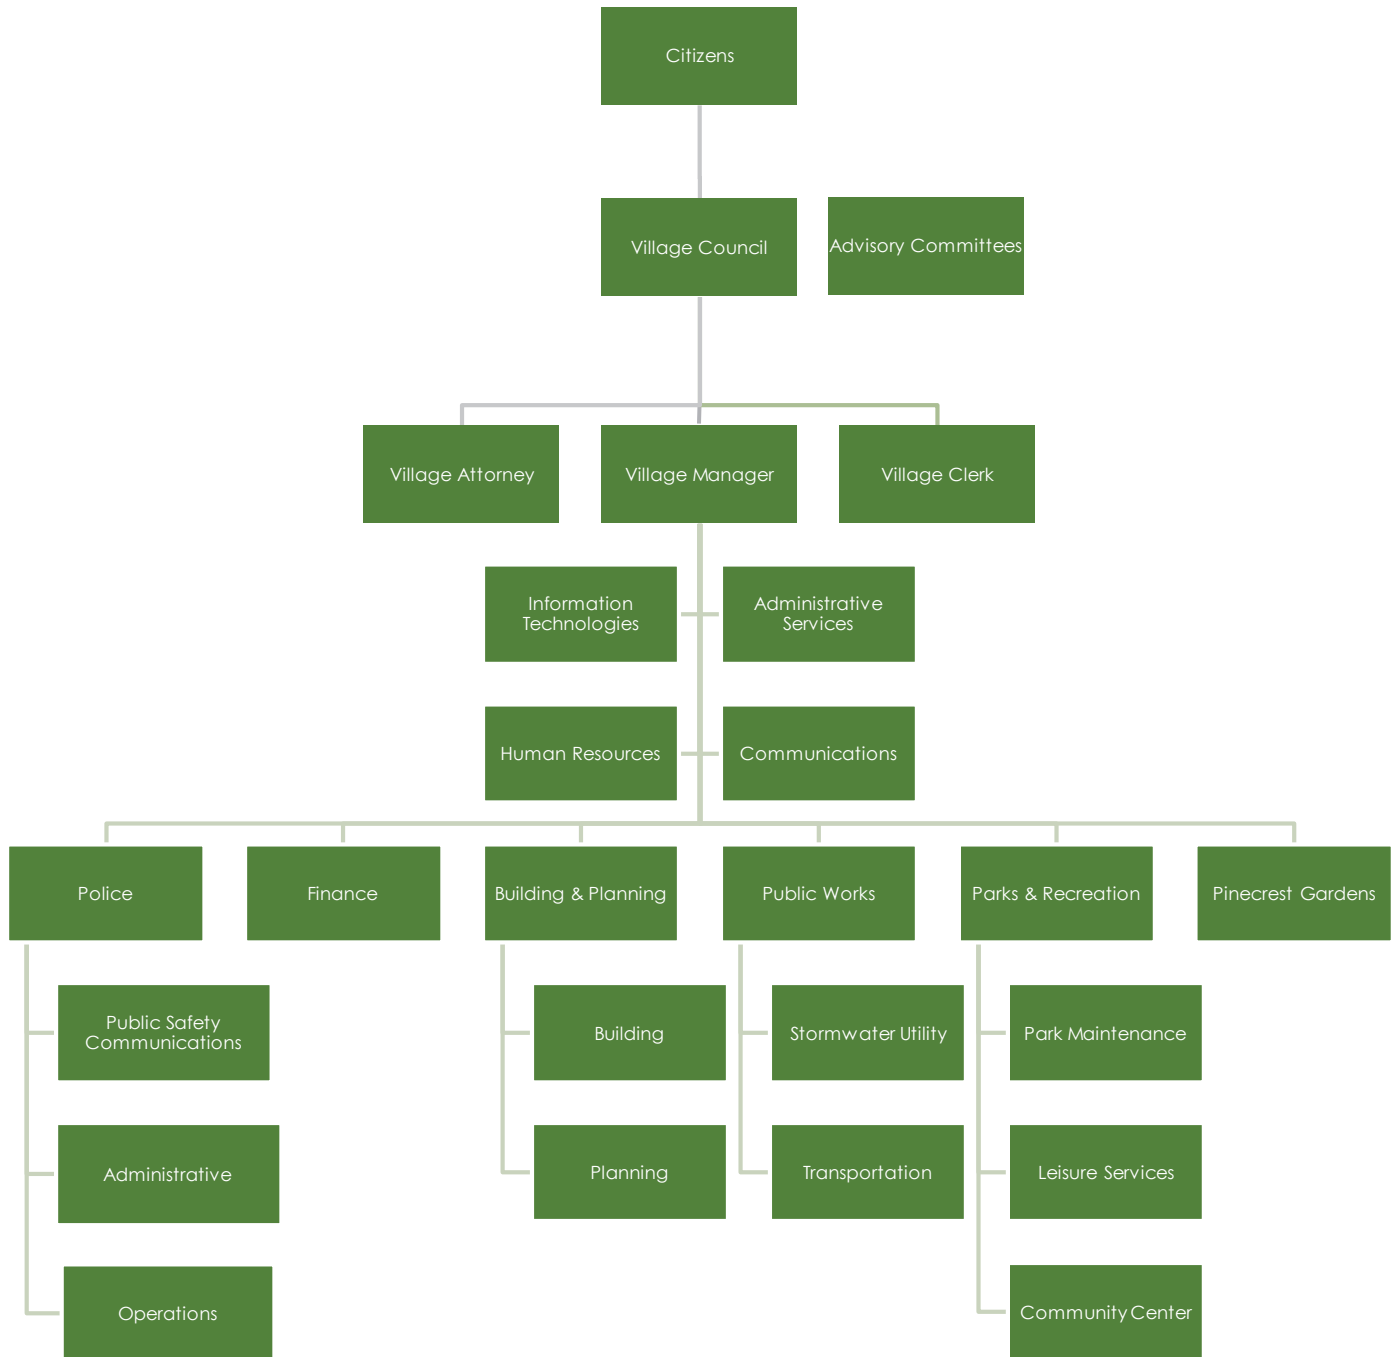 Citizens
Village Council
Advisory Committees
Village Attorney
Village Manager
Village Clerk
Information
Technologies
Administrative
Services
Human Resources
Communications
Police
Finance
Building & Planning
Public Works
Parks & Recreation
Pinecrest Gardens
Public Safety
Communications
Building
Stormwater Utility
Park Maintenance
Administrative
Planning
Transportation
Leisure Services
Operations
Community Center